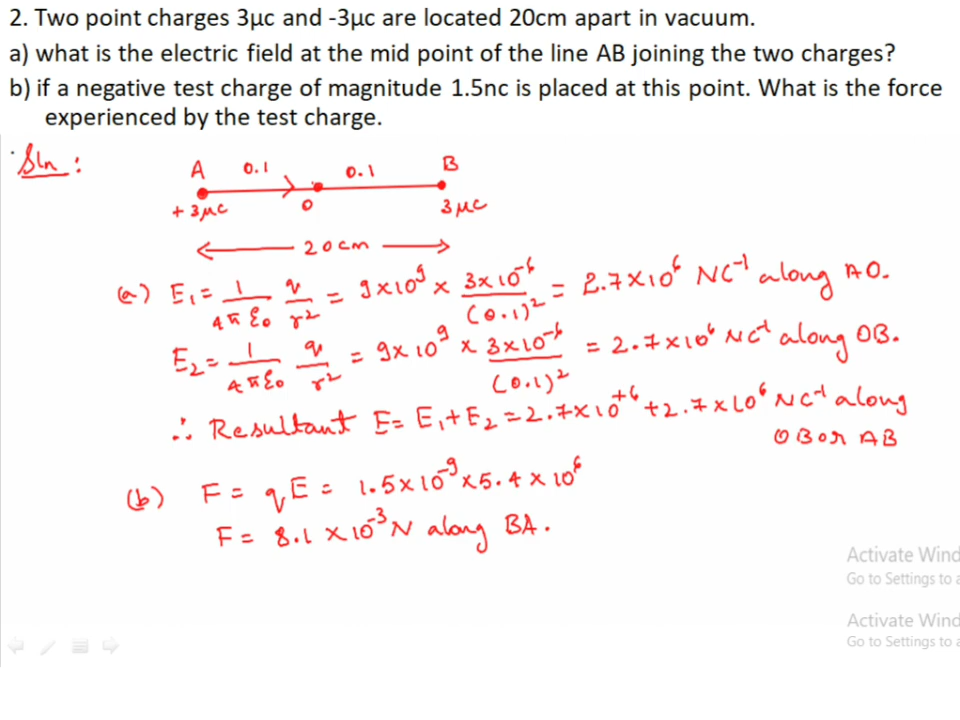 2. Two point charges 3µc and -3µc are located 20cm apart in vacuum.
a) what is the electric field at the mid point of the line AB joining the two charges?
b) if a negative test charge of magnitude 1.5nc is placed at this point. What is the force
experienced by the test charge.
Sln :
A 0.1 0.1 B
+ 3µc O 3µc
20cm
(a) E₁ = 1/4πε₀ q/r² = 9x10⁹ x 3x10⁻⁶/(0.1)² = 2.7x10⁶ NC⁻¹ along AO.
E₂ = 1/4πε₀ q/r² = 9x10⁹ x 3x10⁻⁶/(0.1)² = 2.7x10⁶ NC⁻¹ along OB.
∴ Resultant E = E₁+E₂ = 2.7x10⁺⁶ +2.7x10⁶ NC⁻¹ along
OB or AB
(b) F = qE = 1.5x10⁻⁹x5.4x10⁶
F = 8.1 x10⁻³N along BA.
Activate Wind
Go to Settings to a
Activate Wind
Go to Settings to a